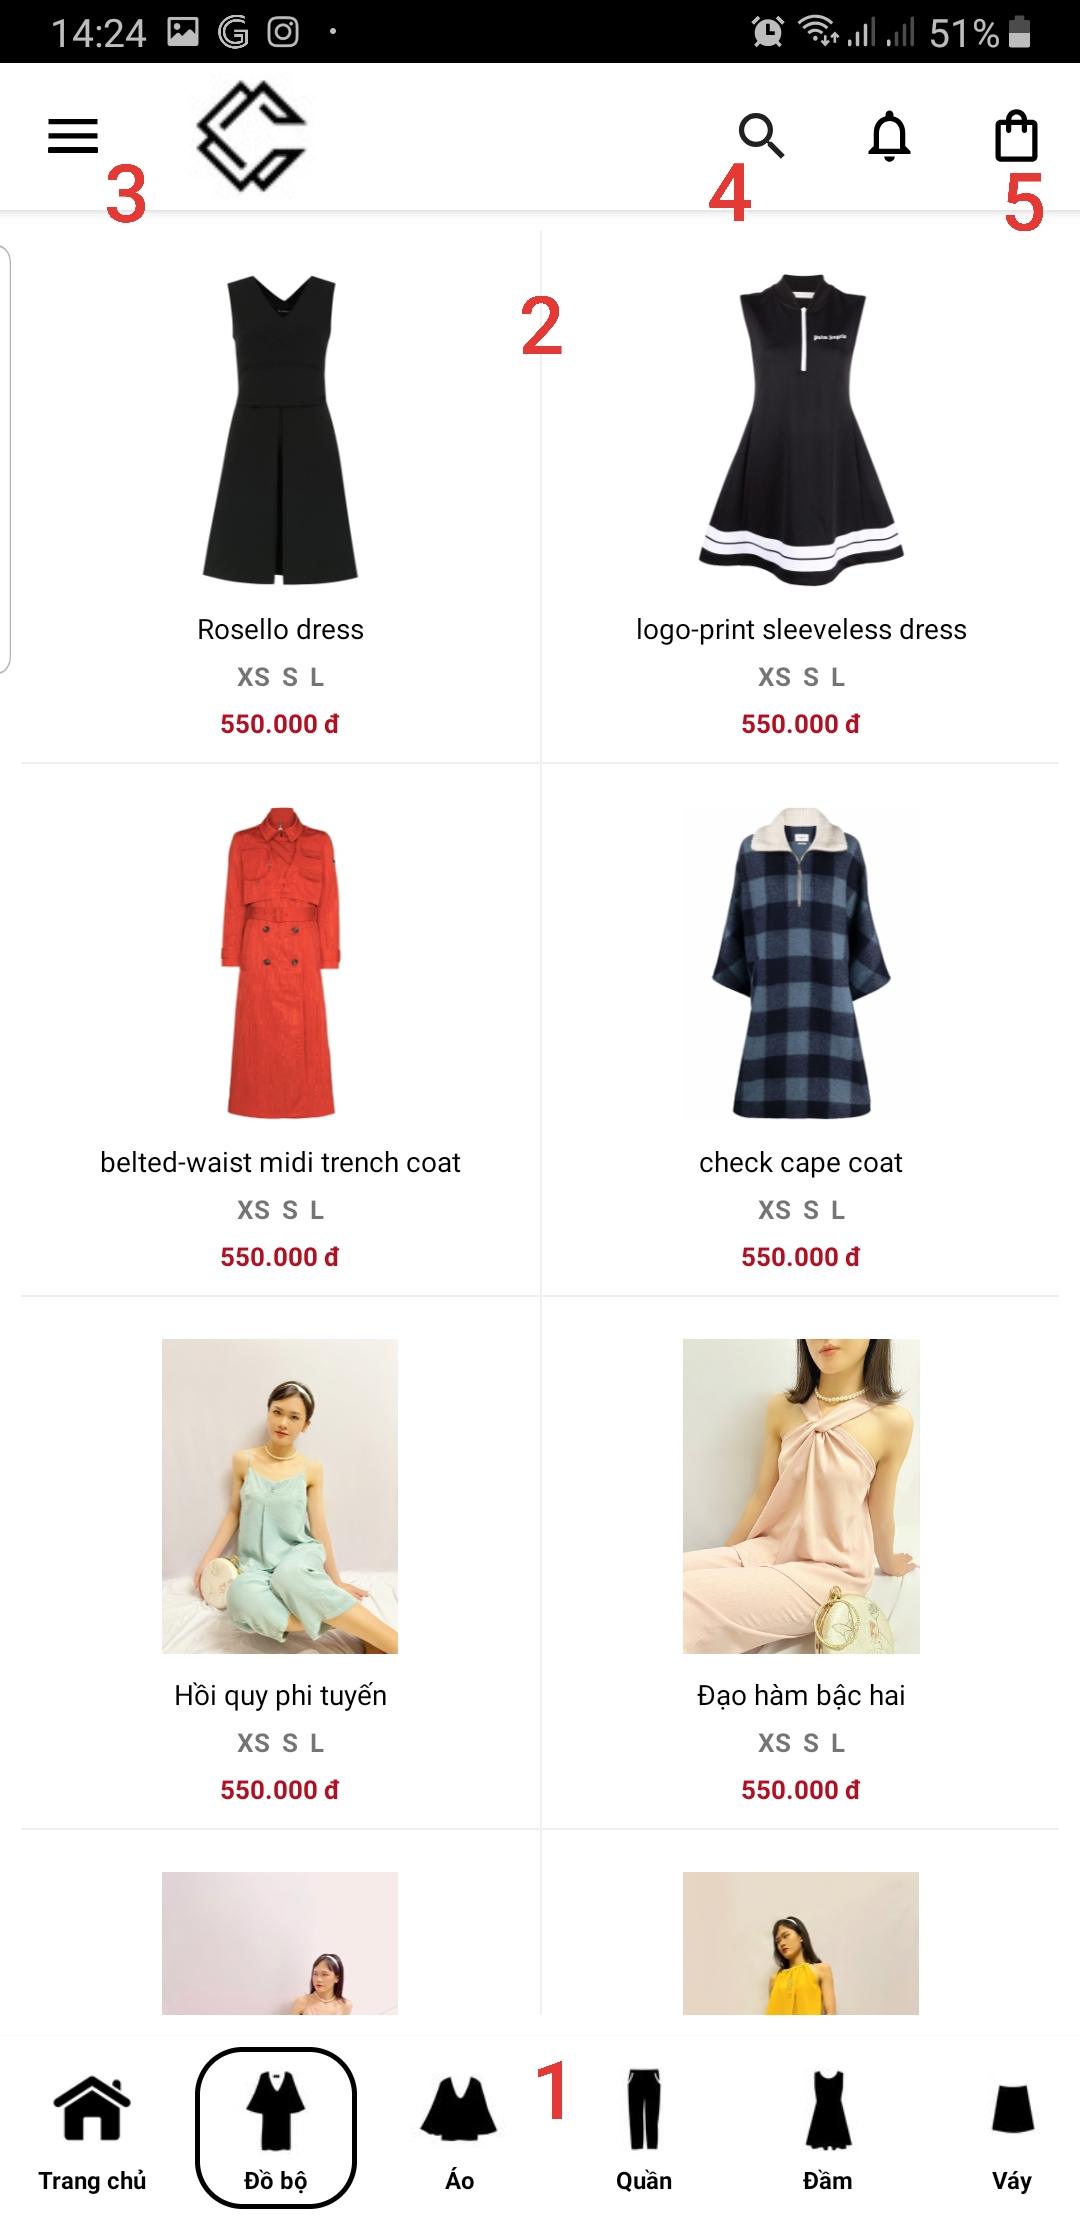 14:24
51%
3
4
5
2
Rosello dress
XS S L
550.000 đ
logo-print sleeveless dress
XS S L
550.000 đ
belted-waist midi trench coat
XS S L
550.000 đ
check cape coat
XS S L
550.000 đ
Hồi quy phi tuyến
XS S L
550.000 đ
Đạo hàm bậc hai
XS S L
550.000 đ
1
Trang chủ
Đồ bộ
Áo
Quần
Đầm
Váy